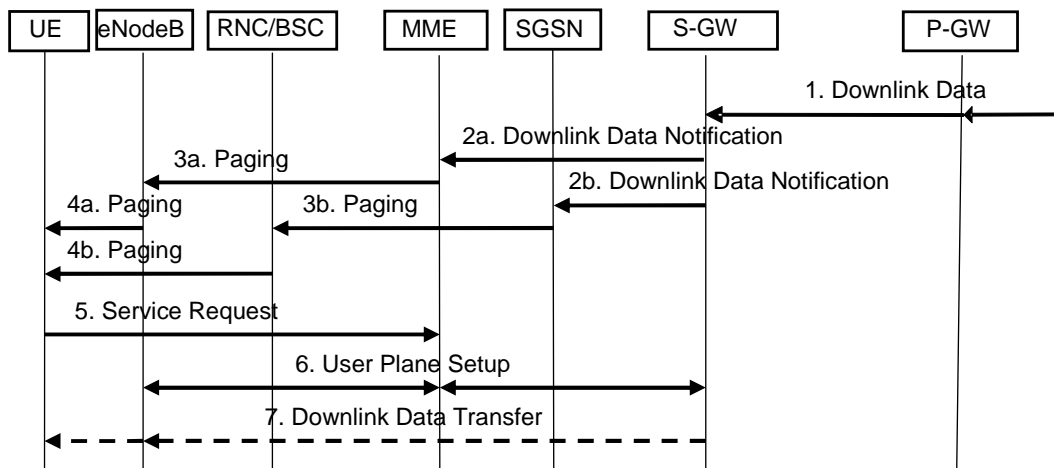 UE eNodeB RNC/BSC MME SGSN S-GW P-GW
1. Downlink Data
2a. Downlink Data Notification
3a. Paging
2b. Downlink Data Notification
4a. Paging 3b. Paging
4b. Paging
5. Service Request
6. User Plane Setup
7. Downlink Data Transfer